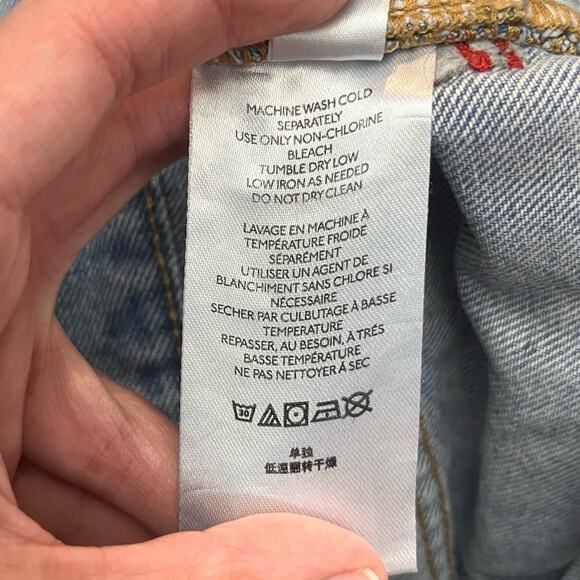 MACHINE WASH COLD
SEPARATELY
USE ONLY NON-CHLORINE
BLEACH
TUMBLE DRY LOW
LOW IRON AS NEEDED
DO NOT DRY CLEAN
LAVAGE EN MACHINE À
TEMPÉRATURE FROIDE
SÉPARÉMENT
UTILISER UN AGENT DE
BLANCHIMENT SANS CHLORE SI
NÉCESSAIRE
SECHER PAR CULBUTAGE À BASSE
TEMPERATURE
REPASSER, AU BESOIN, À TRÉS
BASSE TEMPÉRATURE
NE PAS NETTOYER À SEC
30
单独
低温翻转干燥